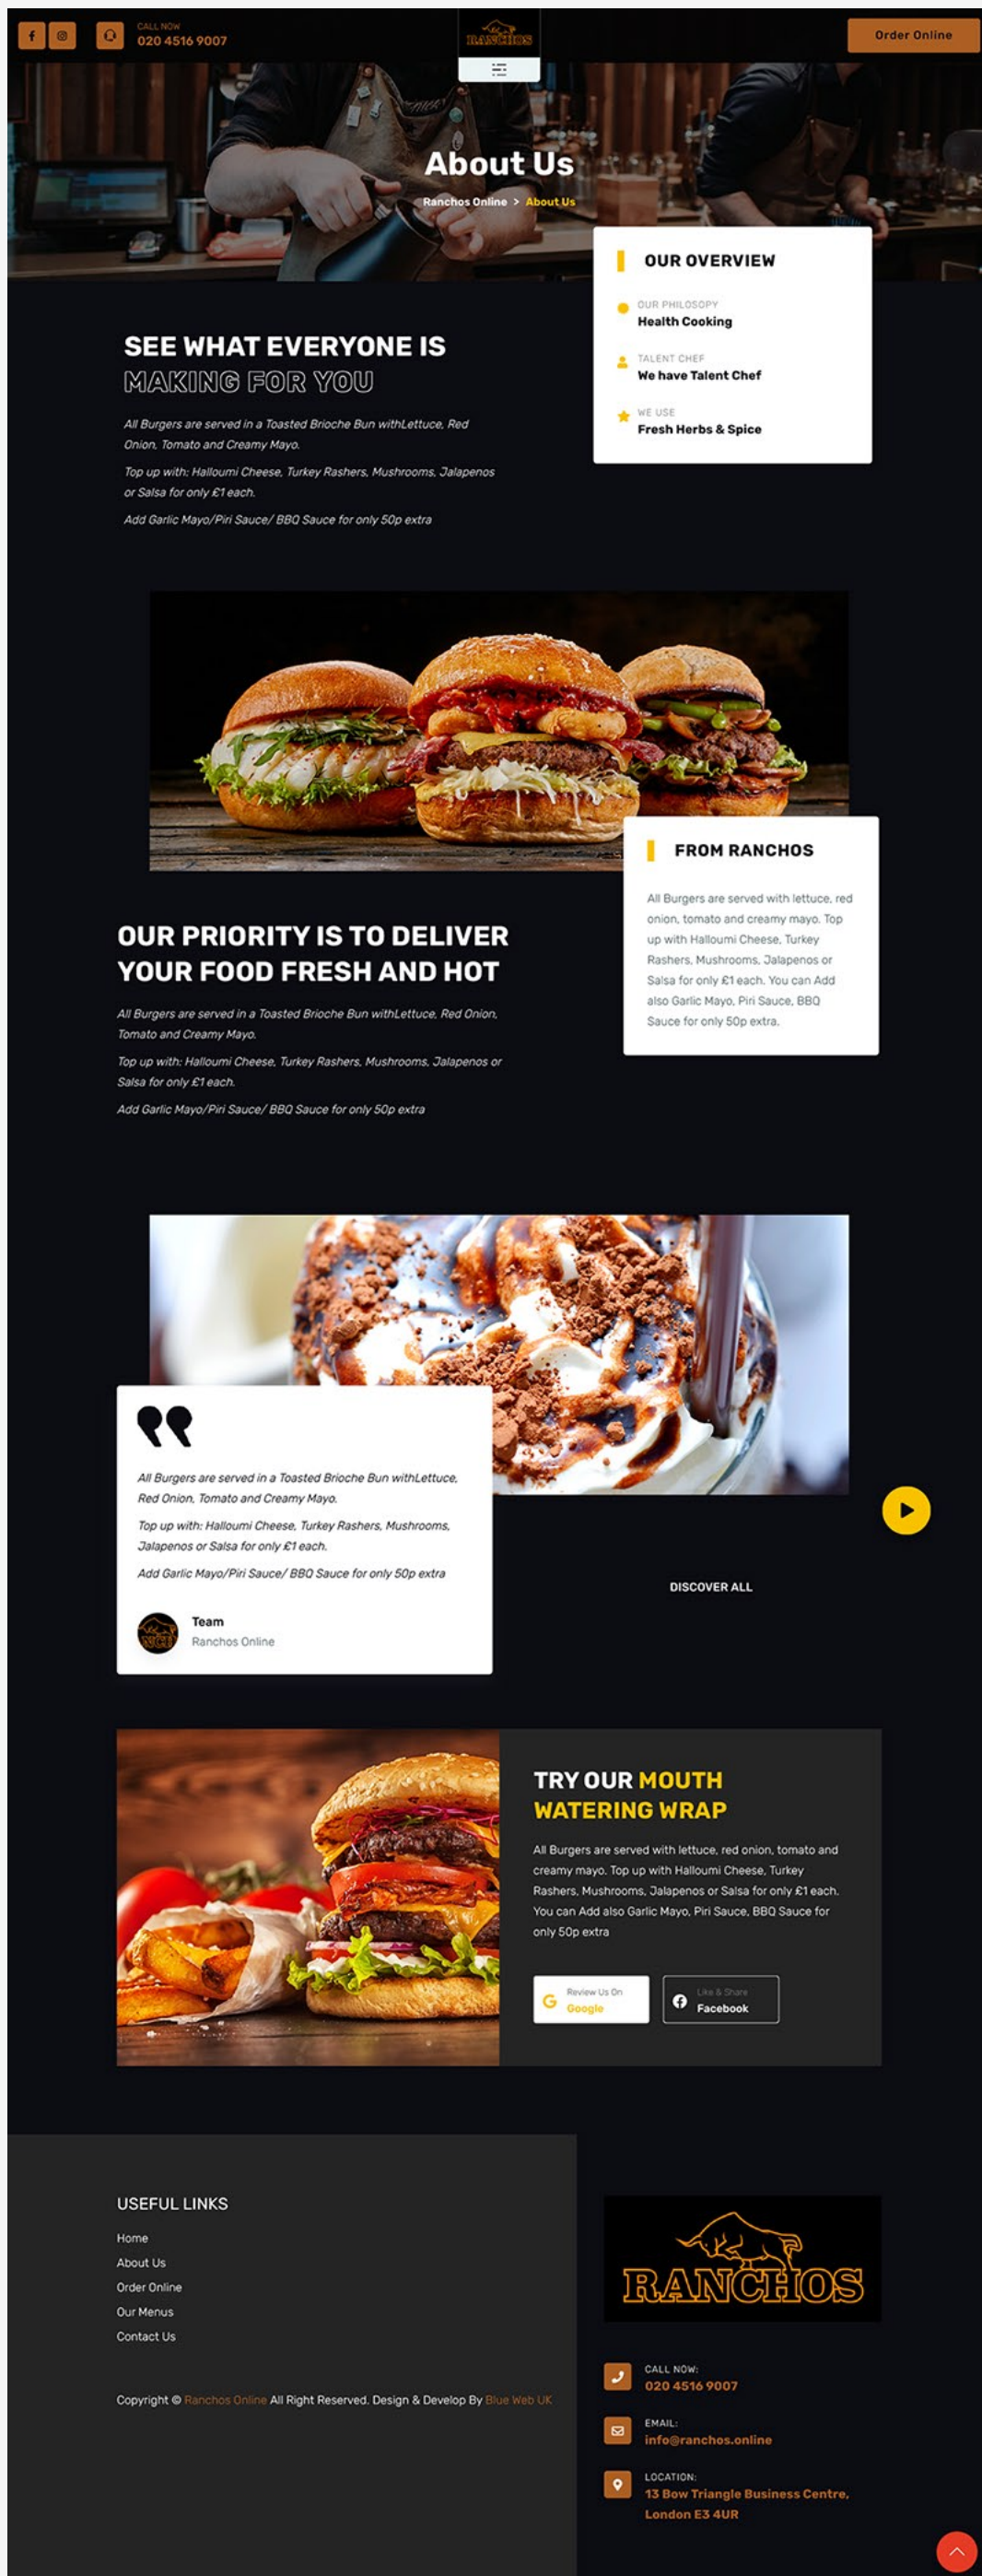 CALL NOW
020 4516 9007
RANCHOS
Order Online
About Us
Ranchos Online > About Us
OUR OVERVIEW
OUR PHILOSOPY
Health Cooking
TALENT CHEF
We have Talent Chef
WE USE
Fresh Herbs & Spice
SEE WHAT EVERYONE IS
MAKING FOR YOU
All Burgers are served in a Toasted Brioche Bun withLettuce, Red
Onion, Tomato and Creamy Mayo.
Top up with: Halloumi Cheese, Turkey Rashers, Mushrooms, Jalapenos
or Salsa for only £1 each.
Add Garlic Mayo/Piri Sauce/ BBQ Sauce for only 50p extra
FROM RANCHOS
All Burgers are served with lettuce, red
onion, tomato and creamy mayo. Top
up with Halloumi Cheese, Turkey
Rashers, Mushrooms, Jalapenos or
Salsa for only £1 each. You can Add
also Garlic Mayo, Piri Sauce, BBQ
Sauce for only 50p extra.
OUR PRIORITY IS TO DELIVER
YOUR FOOD FRESH AND HOT
All Burgers are served in a Toasted Brioche Bun withLettuce, Red Onion,
Tomato and Creamy Mayo.
Top up with: Halloumi Cheese, Turkey Rashers, Mushrooms, Jalapenos or
Salsa for only £1 each.
Add Garlic Mayo/Piri Sauce/ BBQ Sauce for only 50p extra
All Burgers are served in a Toasted Brioche Bun withLettuce,
Red Onion, Tomato and Creamy Mayo.
Top up with: Halloumi Cheese, Turkey Rashers, Mushrooms,
Jalapenos or Salsa for only £1 each.
Add Garlic Mayo/Piri Sauce/ BBQ Sauce for only 50p extra
Team
Ranchos Online
DISCOVER ALL
TRY OUR MOUTH
WATERING WRAP
All Burgers are served with lettuce, red onion, tomato and
creamy mayo. Top up with Halloumi Cheese, Turkey
Rashers, Mushrooms, Jalapenos or Salsa for only £1 each.
You can Add also Garlic Mayo, Piri Sauce, BBQ Sauce for
only 50p extra
Review Us On
Google
Like & Share
Facebook
USEFUL LINKS
Home
About Us
Order Online
Our Menus
Contact Us
Copyright © Ranchos Online All Right Reserved. Design & Develop By Blue Web UK
RANCHOS
CALL NOW:
020 4516 9007
EMAIL:
info@ranchos.online
LOCATION:
13 Bow Triangle Business Centre,
London E3 4UR